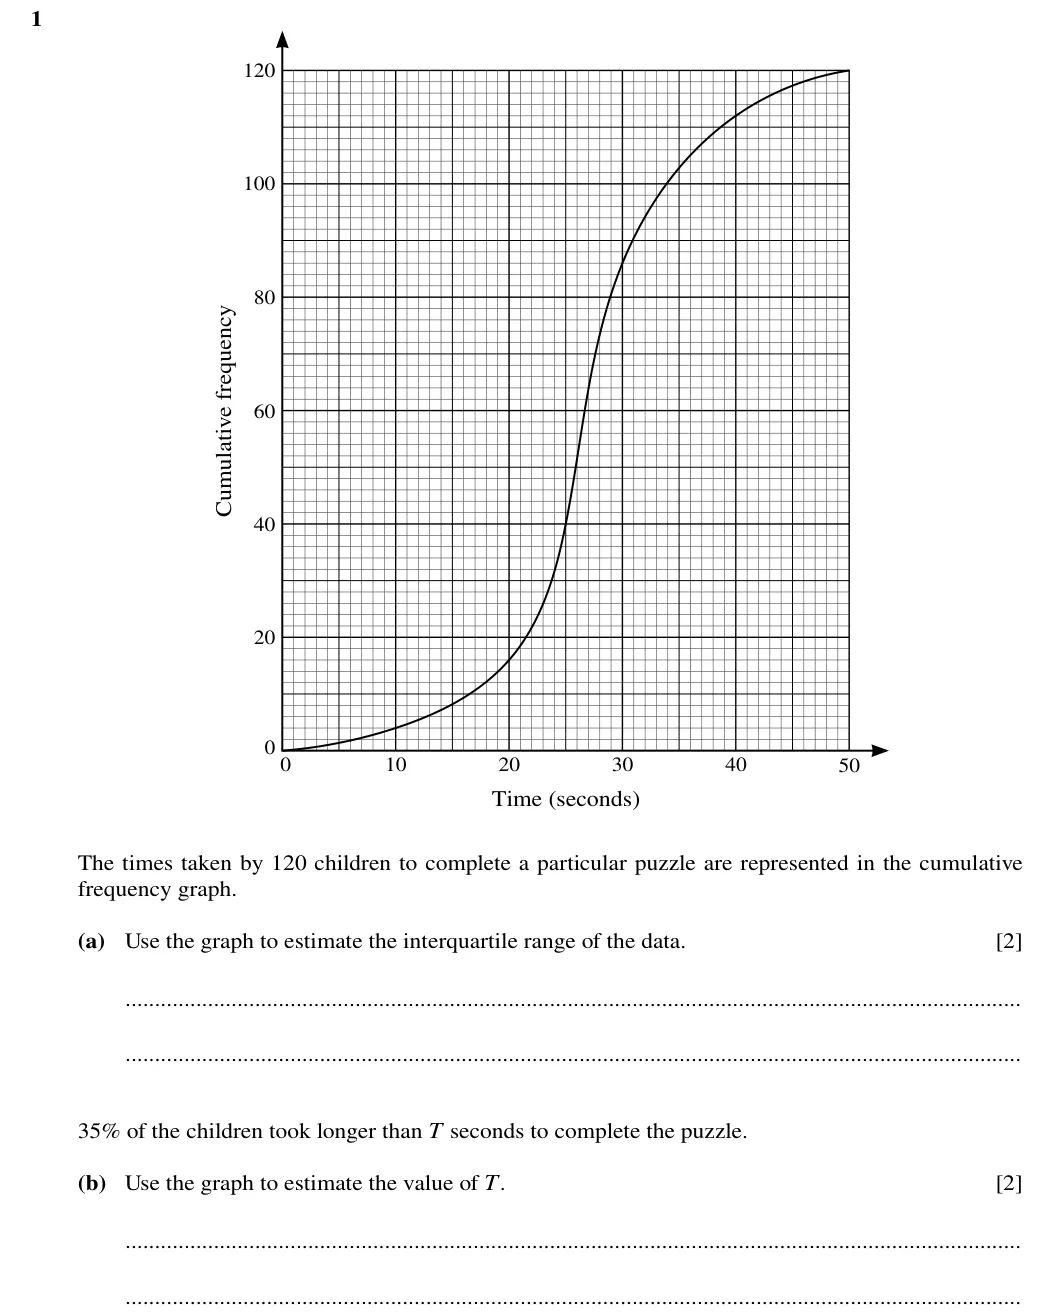 1
120
100
80
60
40
20
0
0 10 20 30 40 50
Cumulative frequency
Time (seconds)
The times taken by 120 children to complete a particular puzzle are represented in the cumulative
frequency graph.
(a) Use the graph to estimate the interquartile range of the data. [2]
35% of the children took longer than T seconds to complete the puzzle.
(b) Use the graph to estimate the value of T. [2]